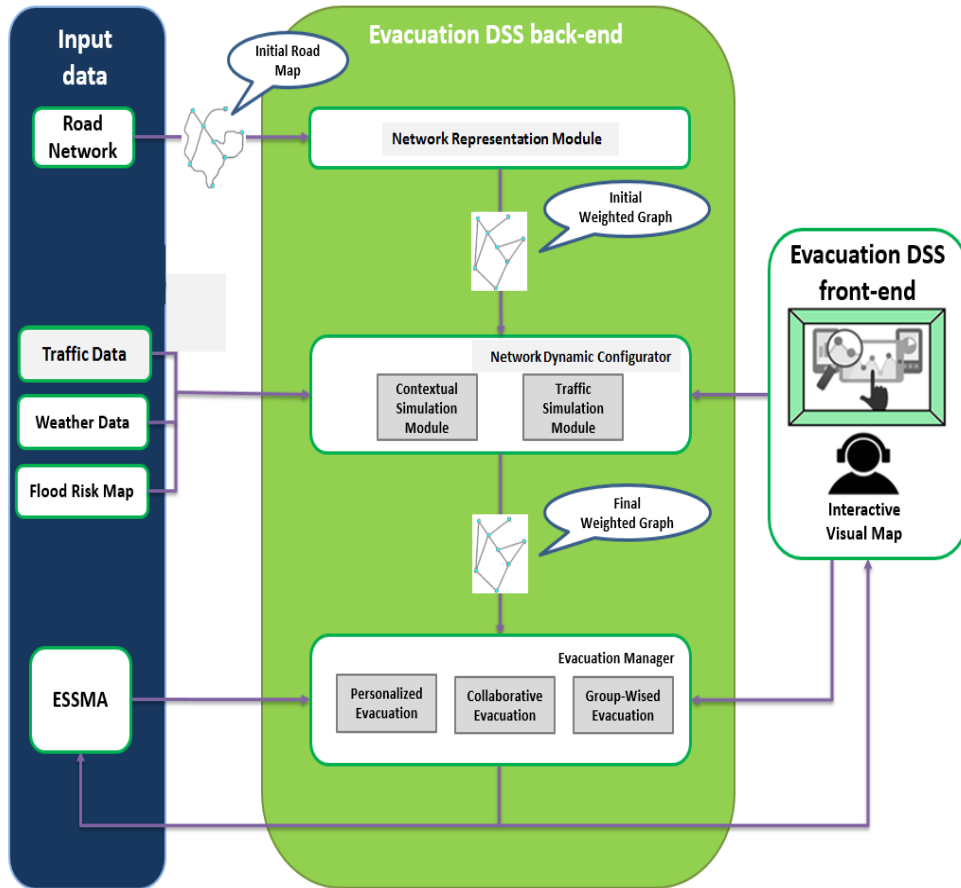 Input
data
Road
Network
Initial Road
Map
Evacuation DSS back-end
Network Representation Module
Initial
Weighted Graph
Traffic Data
Weather Data
Flood Risk Map
Network Dynamic Configurator
Contextual
Simulation
Module
Traffic
Simulation
Module
Evacuation DSS
front-end
Interactive
Visual Map
Final
Weighted Graph
ESSMA
Evacuation Manager
Personalized
Evacuation
Collaborative
Evacuation
Group-Wised
Evacuation